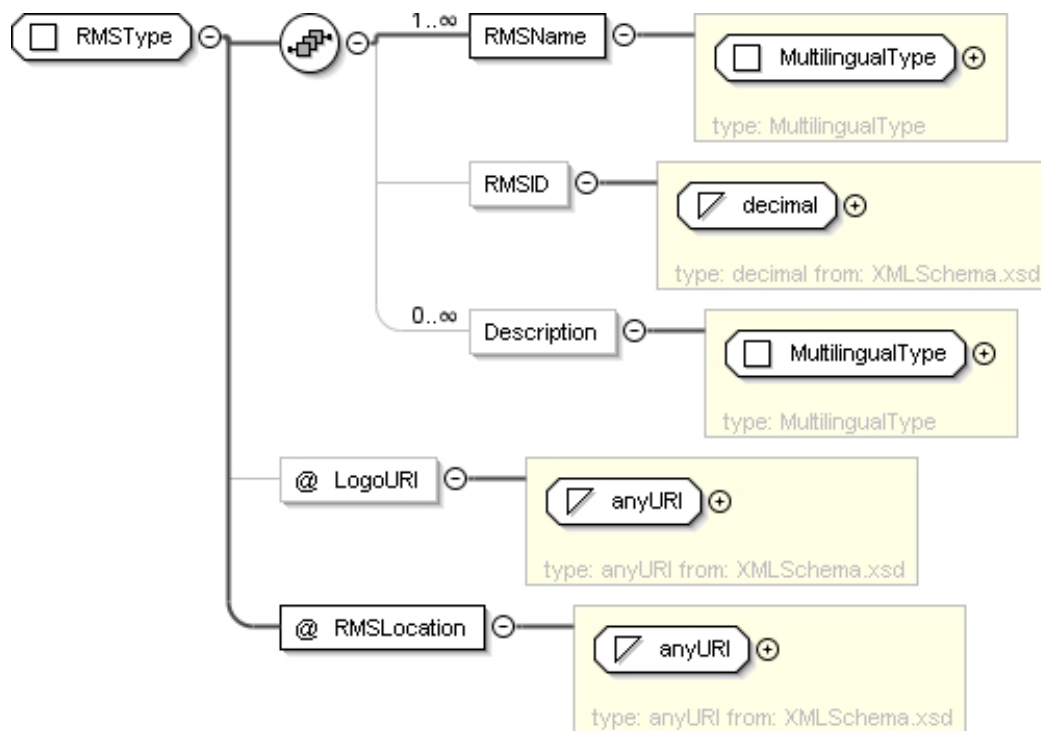 RMSType
1..∞
RMSName
MultilingualType
type: MultilingualType
RMSID
decimal
type: decimal from: XMLSchema.xsd
0..∞
Description
MultilingualType
type: MultilingualType
@ LogoURI
anyURI
type: anyURI from: XMLSchema.xsd
@ RMSLocation
anyURI
type: anyURI from: XMLSchema.xsd